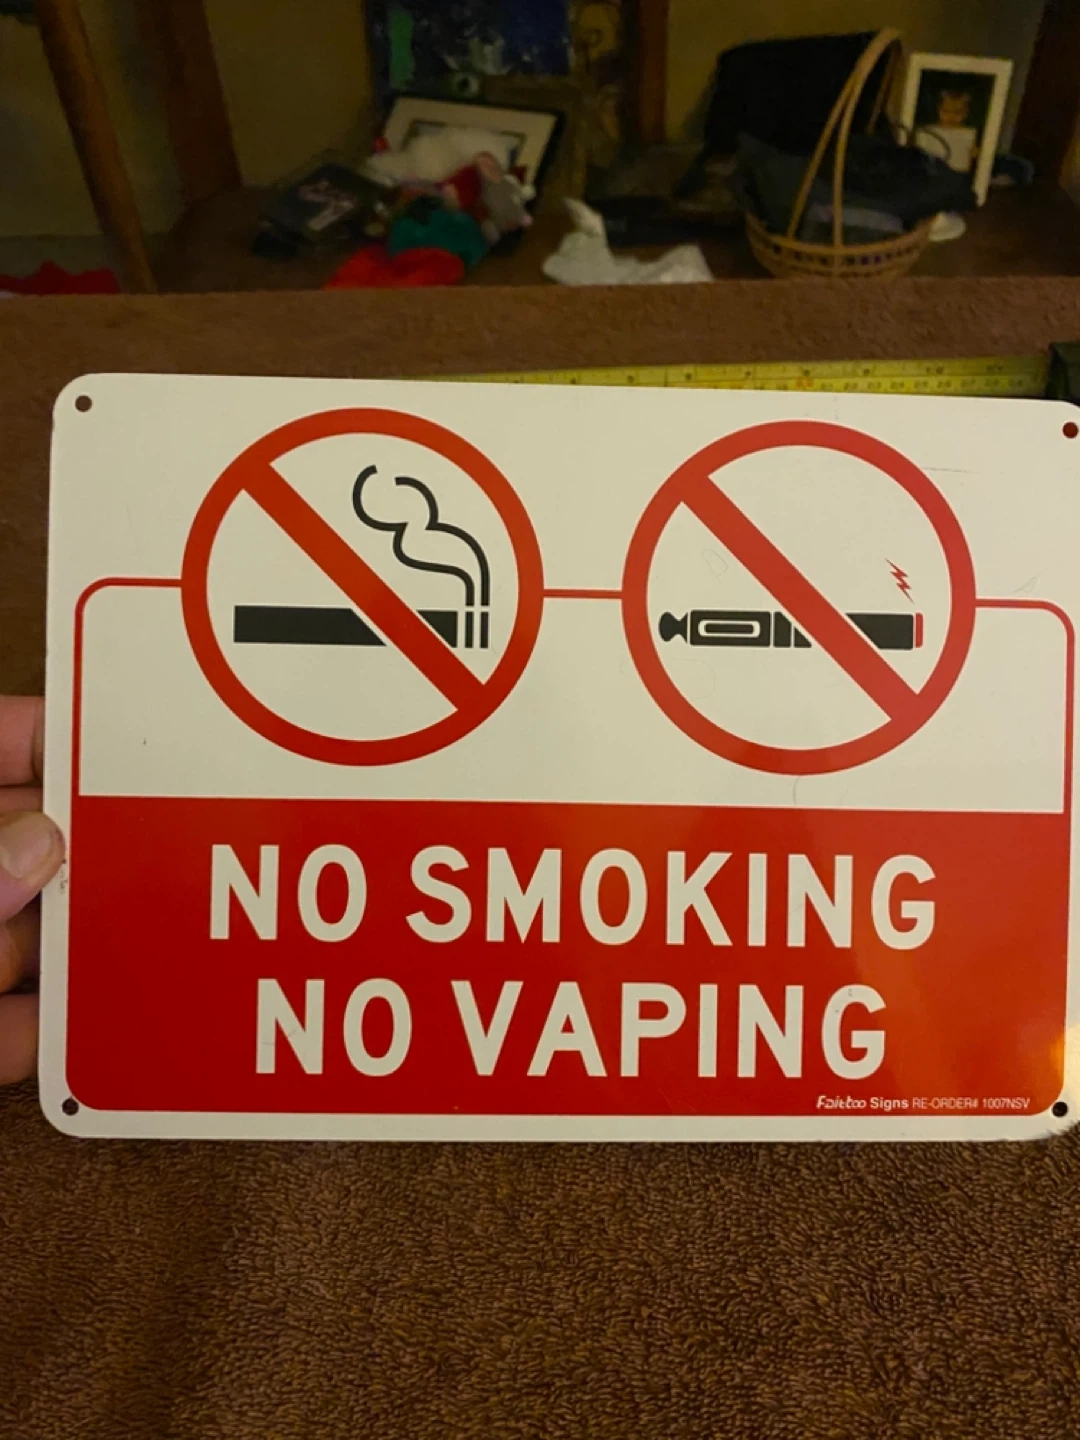 NO SMOKING
NO VAPING
Faittoo Signs RE-ORDER# 1007NSV